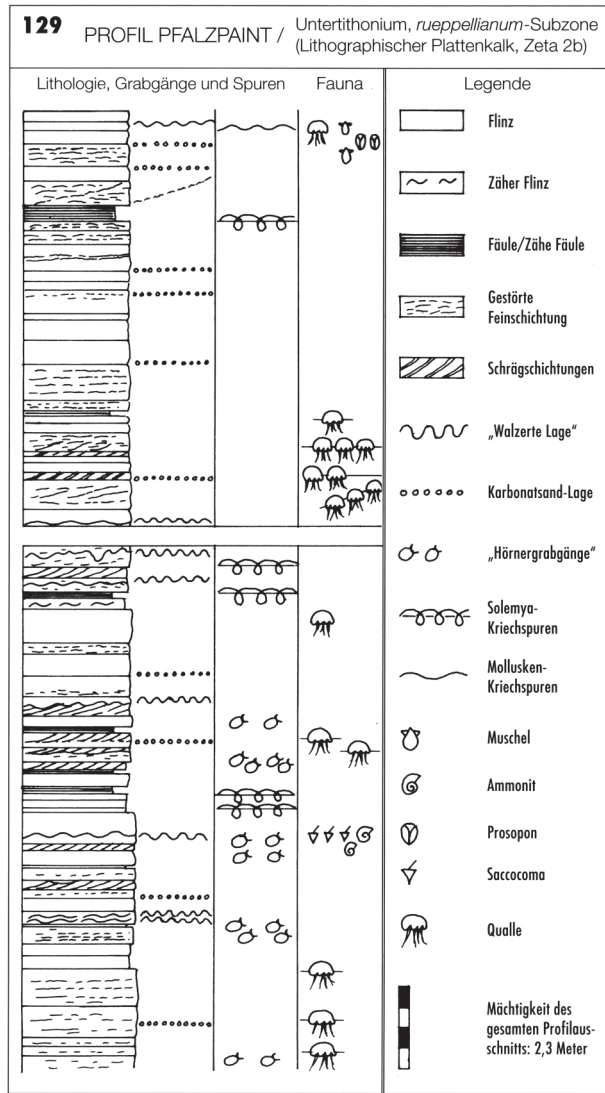 129
PROFIL PFALZPAINT /
Untertithonium, rueppellianum-Subzone
(Lithographischer Plattenkalk, Zeta 2b)
Lithologie, Grabgänge und Spuren
Fauna
Legende
Flinz
Zäher Flinz
Fäule/Zähe Fäule
Gestörte
Feinschichtung
Schrägschichtungen
„Walzerte Lage“
Karbonatsand-Lage
„Hörnergrabgänge“
Solemya-
Kriechspuren
Mollusken-
Kriechspuren
Muschel
Ammonit
Prosopon
Saccocoma
Qualle
Mächtigkeit des
gesamten Profilaus-
schnitts: 2,3 Meter